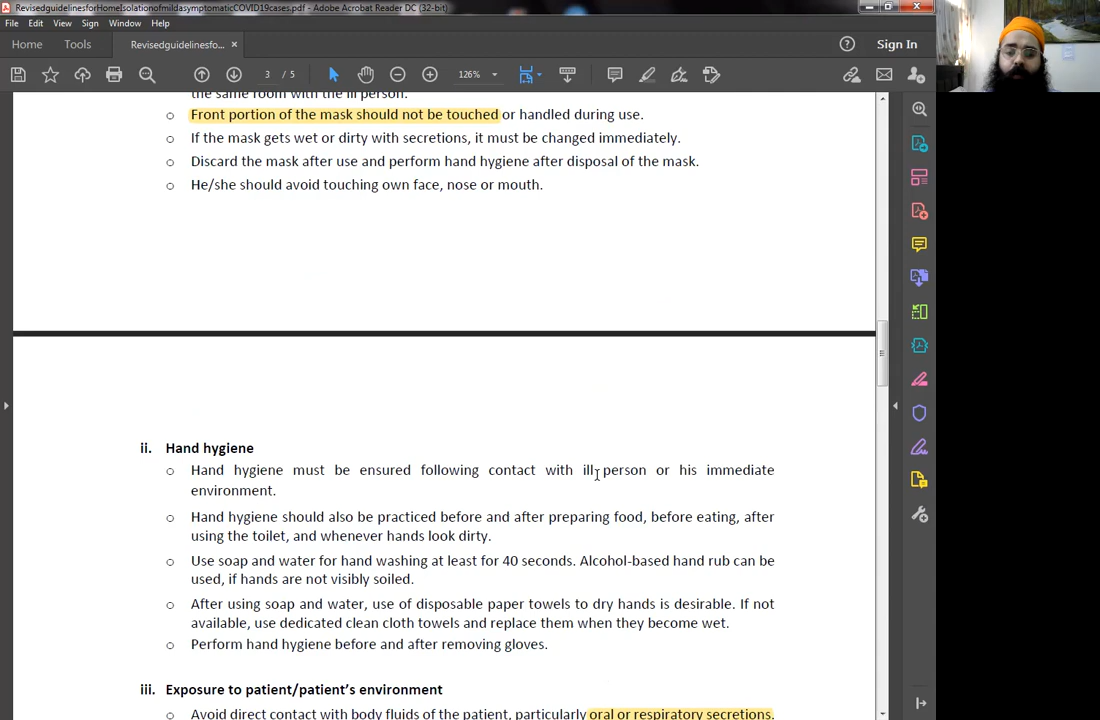 RevisedguidelinesforHomeIsolationofmildasymptomaticCOVID19cases.pdf - Adobe Acrobat Reader DC (32-bit)
File Edit View Sign Window Help
Home Tools Revisedguidelinesfo... × Sign In
3 / 5 126%
the same room with the ill person.
o Front portion of the mask should not be touched or handled during use.
o If the mask gets wet or dirty with secretions, it must be changed immediately.
o Discard the mask after use and perform hand hygiene after disposal of the mask.
o He/she should avoid touching own face, nose or mouth.
ii. Hand hygiene
o Hand hygiene must be ensured following contact with ill person or his immediate
environment.
o Hand hygiene should also be practiced before and after preparing food, before eating, after
using the toilet, and whenever hands look dirty.
o Use soap and water for hand washing at least for 40 seconds. Alcohol-based hand rub can be
used, if hands are not visibly soiled.
o After using soap and water, use of disposable paper towels to dry hands is desirable. If not
available, use dedicated clean cloth towels and replace them when they become wet.
o Perform hand hygiene before and after removing gloves.
iii. Exposure to patient/patient’s environment
o Avoid direct contact with body fluids of the patient, particularly oral or respiratory secretions.